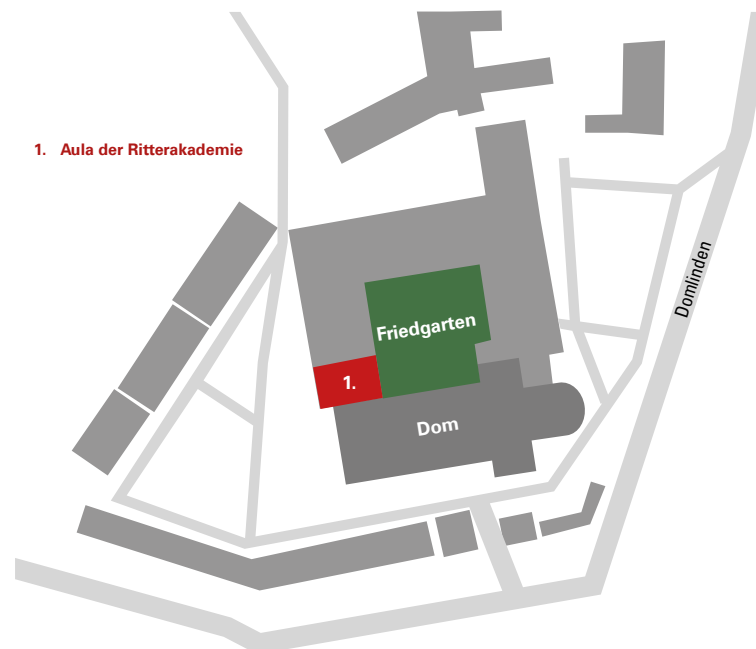 1. Aula der Ritterakademie
Domlinden
Friedgarten
1.
Dom